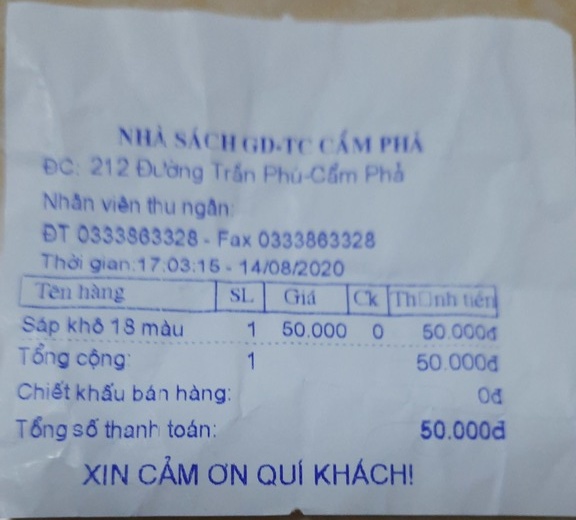 NHÀ SÁCH GD-TC CẨM PHẢ
ĐC: 212 Đường Trần Phú-Cẩm Phả
Nhân viên thu ngân:
ĐT 0333863328 - Fax 0333863328
Thời gian:17:03:15 - 14/08/2020
Tên hàng SL Giá Ck Th□nh tiền
Sáp khô 18 màu 1 50.000 0 50.000đ
Tổng cộng: 1 50.000đ
Chiết khấu bán hàng: 0đ
Tổng số thanh toán: 50.000đ
XIN CẢM ƠN QUÍ KHÁCH!